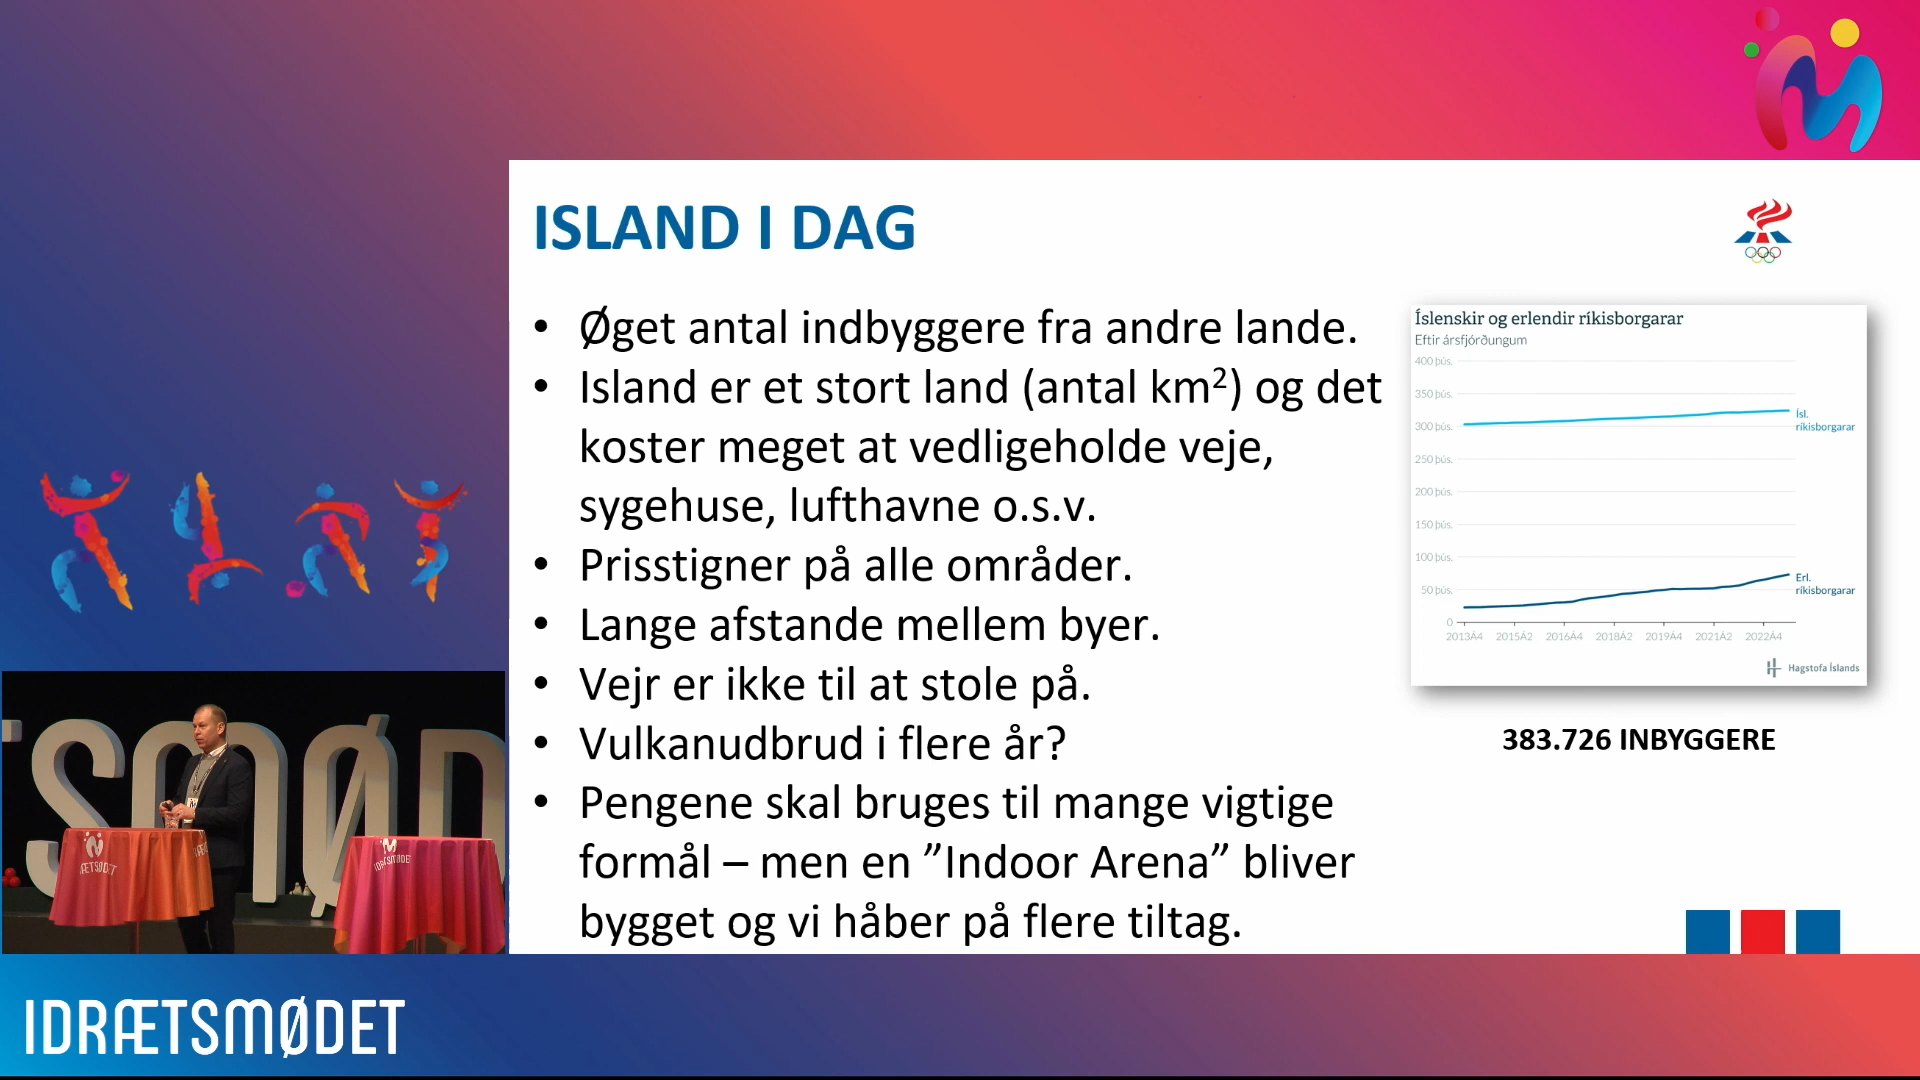 ISLAND I DAG
• Øget antal indbyggere fra andre lande.
• Island er et stort land (antal km²) og det
koster meget at vedligeholde veje,
sygehuse, lufthavne o.s.v.
• Prisstigner på alle områder.
• Lange afstande mellem byer.
• Vejr er ikke til at stole på.
• Vulkanudbrud i flere år?
• Pengene skal bruges til mange vigtige
formål – men en ”Indoor Arena” bliver
bygget og vi håber på flere tiltag.
Íslenskir og erlendir ríkisborgarar
Eftir ársfjórðungum
400 þús.
350 þús.
300 þús.
250 þús.
200 þús.
150 þús.
100 þús.
50 þús.
0
Ísl.
ríkisborgarar
Erl.
ríkisborgarar
2013Á4 2015Á2 2016Á4 2018Á2 2019Á4 2021Á2 2022Á4
Hagstofa Íslands
383.726 INBYGGERE
TSMØD
IDRÆTSMØDET